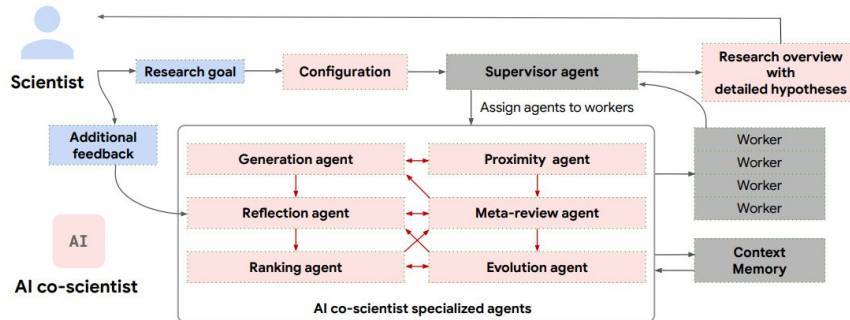 Scientist
Research goal
Configuration
Supervisor agent
Research overview
with
detailed hypotheses
Assign agents to workers
Additional
feedback
Generation agent
Proximity agent
Reflection agent
Meta-review agent
Ranking agent
Evolution agent
AI co-scientist specialized agents
Worker
Worker
Worker
Worker
Context
Memory
AI
AI co-scientist